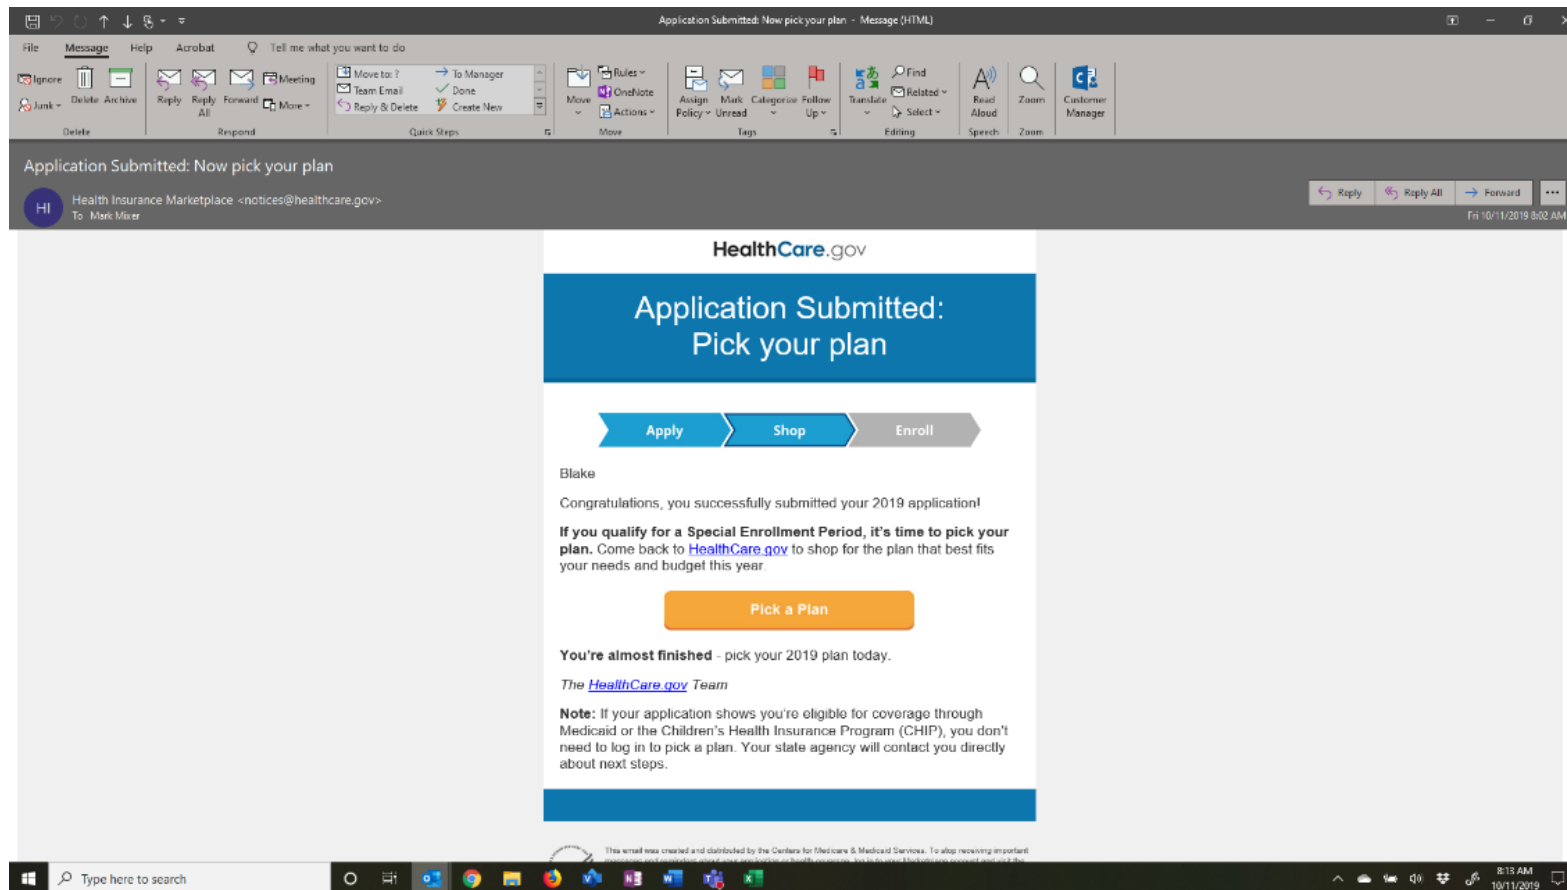 Application Submitted: Now pick your plan - Message (HTML)
File Message Help Acrobat Tell me what you want to do
Ignore
Junk
Delete
Archive
Reply
Reply All
Forward
Meeting
More
Move to: ?
Team Email
Reply & Delete
To Manager
Done
Create New
Move
Rules
OneNote
Actions
Assign Policy
Mark Unread
Categorize
Follow Up
Translate
Find
Related
Select
Read Aloud
Zoom
Customer Manager
Delete
Respond
Quick Steps
Move
Tags
Editing
Speech
Zoom
Application Submitted: Now pick your plan
HI
Health Insurance Marketplace <notices@healthcare.gov>
To Mark Mixer
Reply
Reply All
Forward
Fri 10/11/2019 8:02 AM
HealthCare.gov
Application Submitted:
Pick your plan
Apply
Shop
Enroll
Blake
Congratulations, you successfully submitted your 2019 application!
If you qualify for a Special Enrollment Period, it's time to pick your
plan. Come back to HealthCare.gov to shop for the plan that best fits
your needs and budget this year.
Pick a Plan
You're almost finished - pick your 2019 plan today.
The HealthCare.gov Team
Note: If your application shows you're eligible for coverage through
Medicaid or the Children's Health Insurance Program (CHIP), you don't
need to log in to pick a plan. Your state agency will contact you directly
about next steps.
This email was created and distributed by the Centers for Medicare & Medicaid Services. To stop receiving important
Type here to search
8:13 AM
10/11/2019